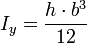 I_y = \frac{h \cdot b^3}{12}